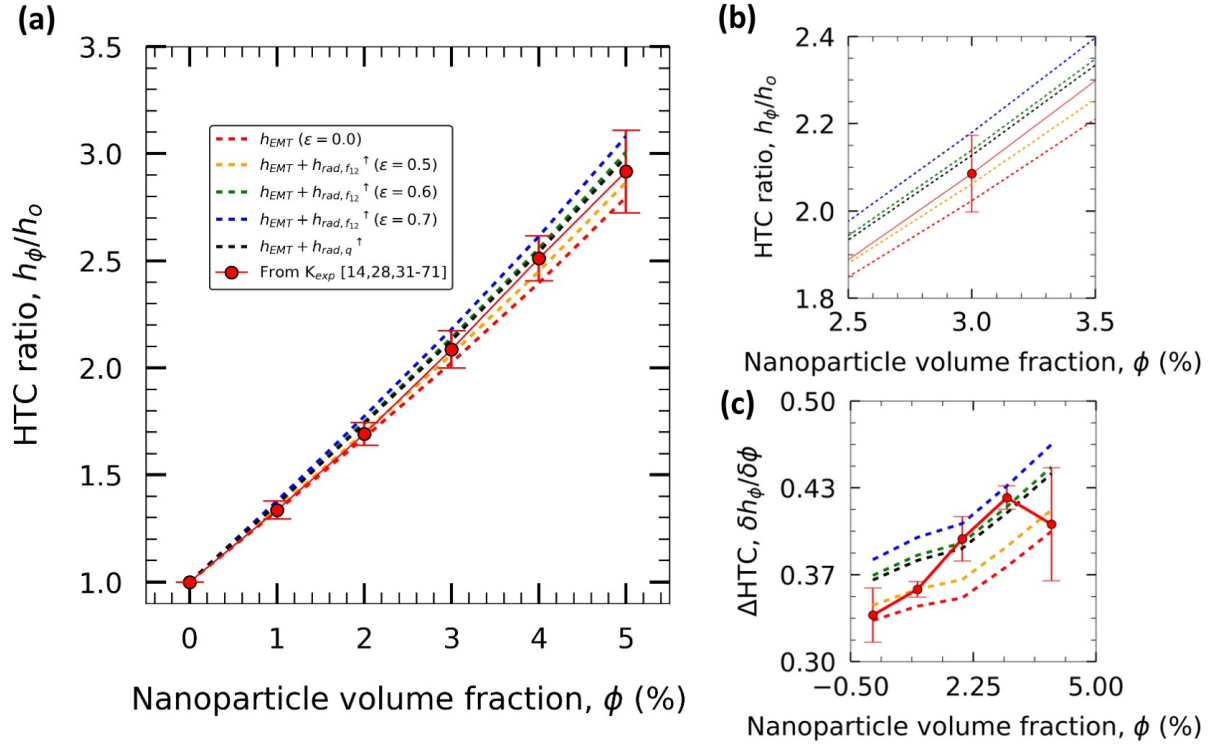 (a)
HTC ratio, hϕ/ho
3.5
3.0
2.5
2.0
1.5
1.0
hEMT (ε = 0.0)
hEMT + hrad, f12↑ (ε = 0.5)
hEMT + hrad, f12↑ (ε = 0.6)
hEMT + hrad, f12↑ (ε = 0.7)
hEMT + hrad, q↑
From Kexp [14,28,31-71]
0 1 2 3 4 5
Nanoparticle volume fraction, ϕ (%)
(b)
HTC ratio, hϕ/ho
2.4
2.2
2.0
1.8
2.5 3.0 3.5
Nanoparticle volume fraction, ϕ (%)
(c)
ΔHTC, δhϕ/δϕ
0.50
0.43
0.37
0.30
−0.50 2.25 5.00
Nanoparticle volume fraction, ϕ (%)